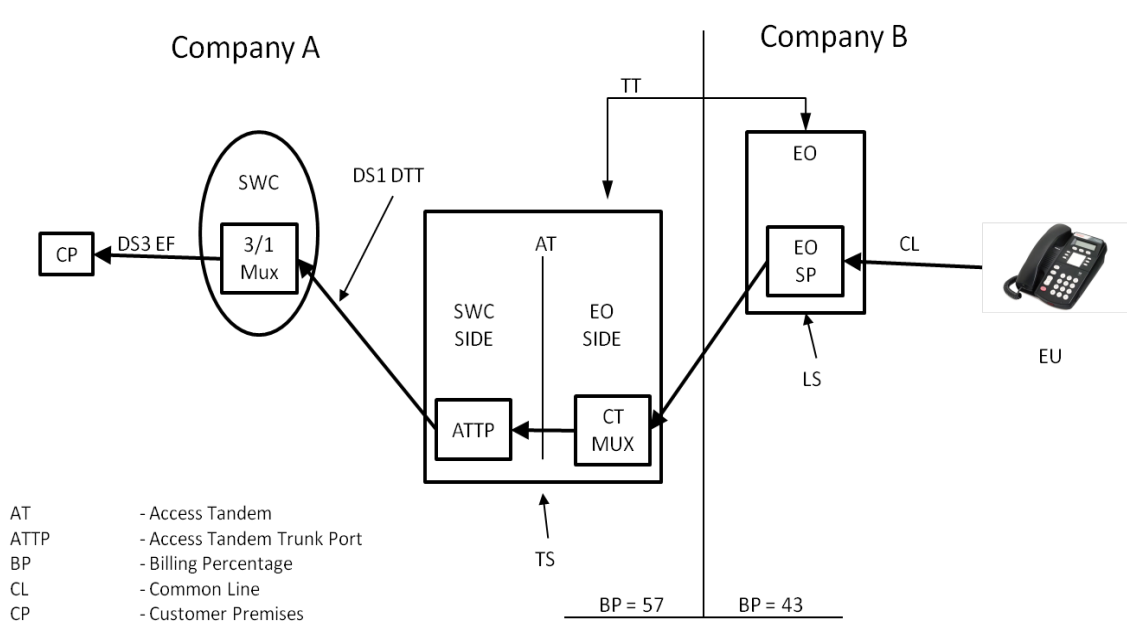 Company A
Company B
TT
EO
SWC
DS1 DTT
CP
DS3 EF
3/1
Mux
AT
EO
SP
CL
SWC
SIDE
EO
SIDE
EU
LS
ATTP
CT
MUX
TS
AT - Access Tandem
ATTP - Access Tandem Trunk Port
BP - Billing Percentage
CL - Common Line
CP - Customer Premises
BP = 57
BP = 43